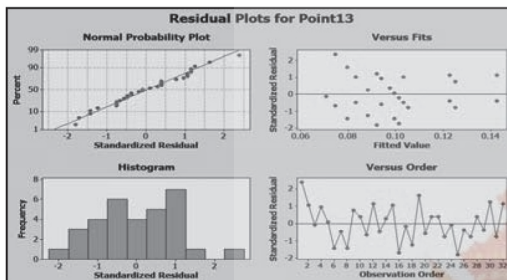 Residual Plots for Point13
Normal Probability Plot
Percent
99
90
50
10
1
-2
-1
0
1
2
Standardized Residual
Versus Fits
Standardized Residual
2
1
0
-1
-2
0.06
0.08
0.10
0.12
0.14
Fitted Value
Histogram
Frequency
8
6
4
2
0
-2
-1
0
1
2
Standardized Residual
Versus Order
Standardized Residual
2
1
0
-1
-2
2 4 6 8 10 12 14 16 18 20 22 24 26 28 30 32
Observation Order